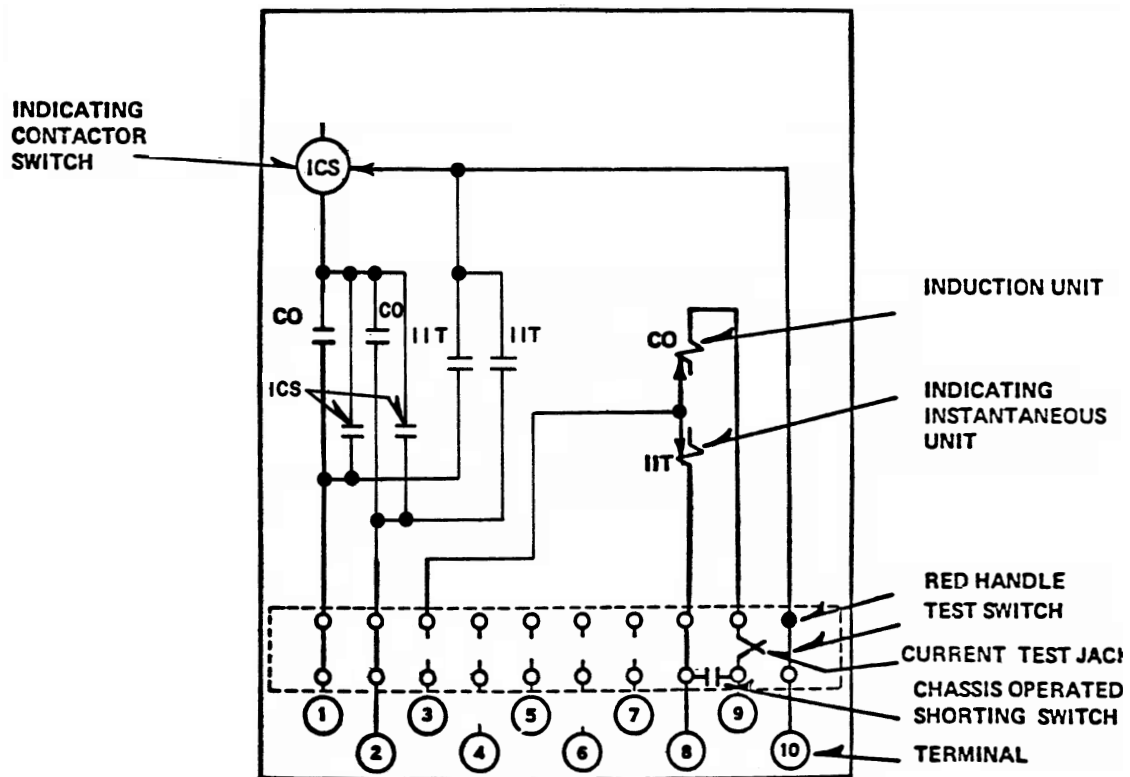 INDICATING
CONTACTOR
SWITCH
ICS
CO
CO
IIT
IIT
ICS
CO
IIT
INDUCTION UNIT
INDICATING
INSTANTANEOUS
UNIT
RED HANDLE
TEST SWITCH
CURRENT TEST JACK
CHASSIS OPERATED
SHORTING SWITCH
TERMINAL
1
2
3
4
5
6
7
8
9
10